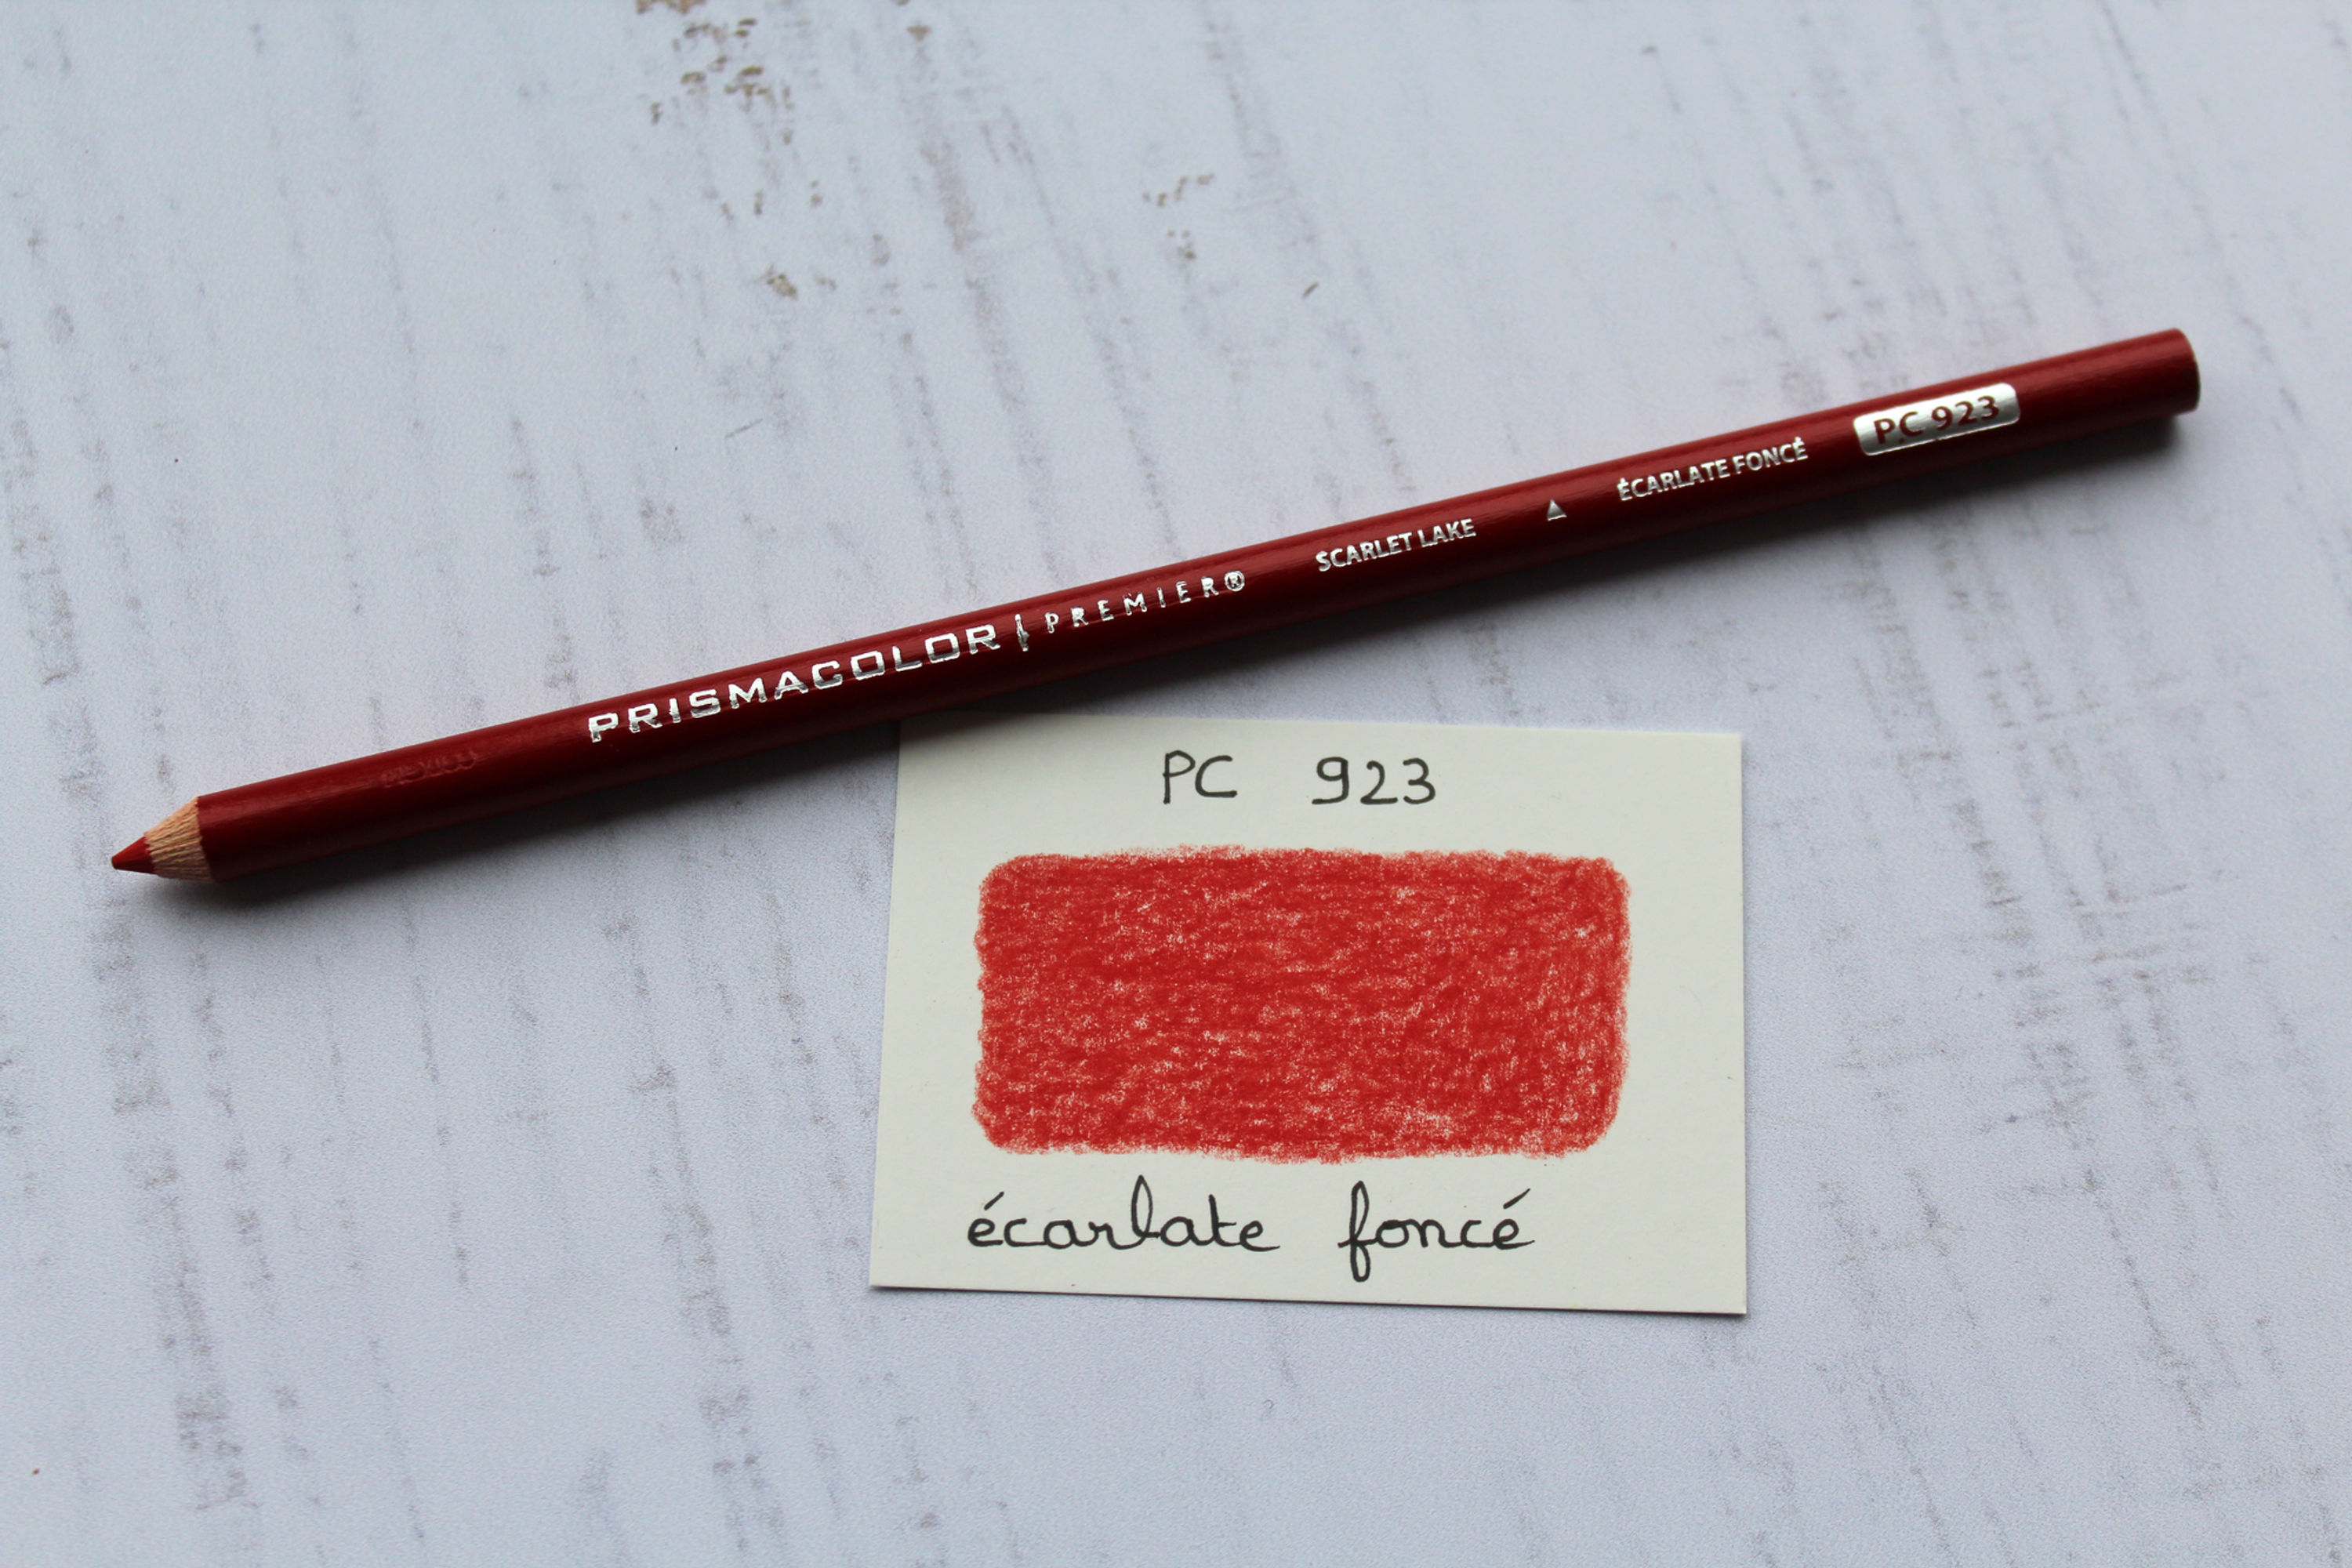 PRISMACOLOR PREMIER® SCARLET LAKE ÉCARLATE FONCÉ PC 923
PC 923
écarlate foncé